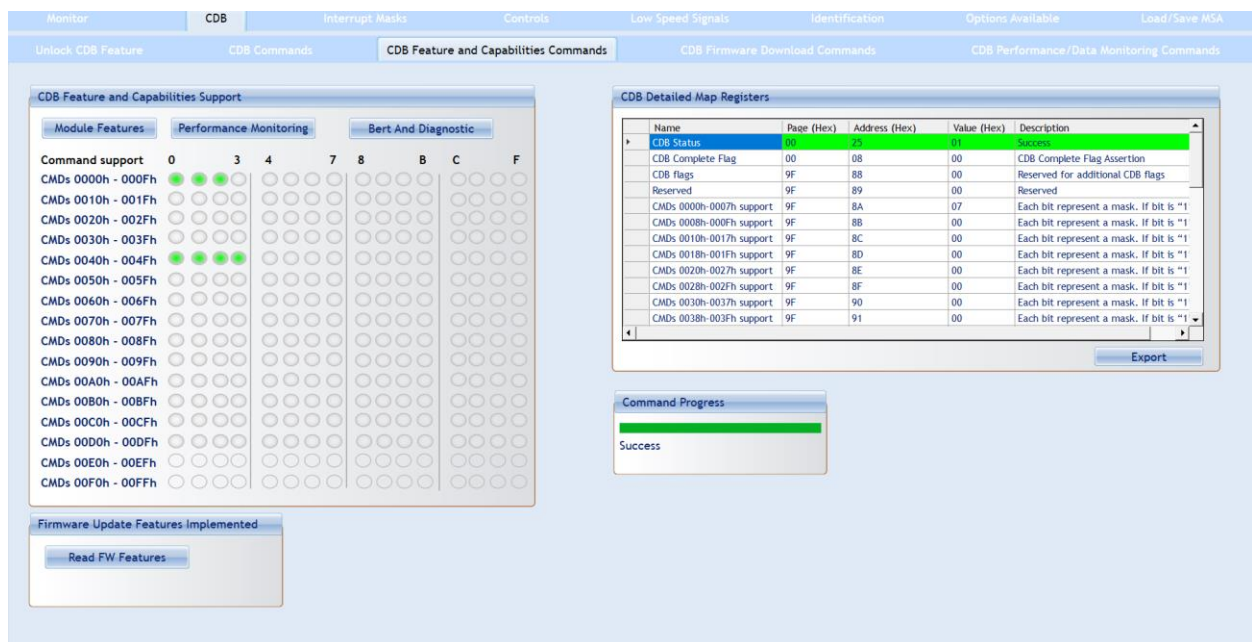 Monitor CDB Interrupt Masks Controls Low Speed Signals Identification Options Available Load/Save MSA
Unlock CDB Feature CDB Commands CDB Feature and Capabilities Commands CDB Firmware Download Commands CDB Performance/Data Monitoring Commands
CDB Feature and Capabilities Support
Module Features Performance Monitoring Bert And Diagnostic
Command support 0 3 4 7 8 B C F
CMDs 0000h - 000Fh
CMDs 0010h - 001Fh
CMDs 0020h - 002Fh
CMDs 0030h - 003Fh
CMDs 0040h - 004Fh
CMDs 0050h - 005Fh
CMDs 0060h - 006Fh
CMDs 0070h - 007Fh
CMDs 0080h - 008Fh
CMDs 0090h - 009Fh
CMDs 00A0h - 00AFh
CMDs 00B0h - 00BFh
CMDs 00C0h - 00CFh
CMDs 00D0h - 00DFh
CMDs 00E0h - 00EFh
CMDs 00F0h - 00FFh
Firmware Update Features Implemented
Read FW Features
CDB Detailed Map Registers
Name Page (Hex) Address (Hex) Value (Hex) Description
CDB Status 00 25 01 Success
CDB Complete Flag 00 08 00 CDB Complete Flag Assertion
CDB flags 9F 88 00 Reserved for additional CDB flags
Reserved 9F 89 00 Reserved
CMDs 0000h-0007h support 9F 8A 07 Each bit represent a mask. If bit is "1
CMDs 0008h-000Fh support 9F 8B 00 Each bit represent a mask. If bit is "1
CMDs 0010h-0017h support 9F 8C 00 Each bit represent a mask. If bit is "1
CMDs 0018h-001Fh support 9F 8D 00 Each bit represent a mask. If bit is "1
CMDs 0020h-0027h support 9F 8E 00 Each bit represent a mask. If bit is "1
CMDs 0028h-002Fh support 9F 8F 00 Each bit represent a mask. If bit is "1
CMDs 0030h-0037h support 9F 90 00 Each bit represent a mask. If bit is "1
CMDs 0038h-003Fh support 9F 91 00 Each bit represent a mask. If bit is "1
Export
Command Progress
Success